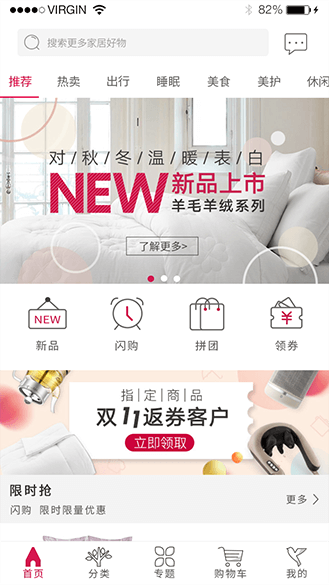 VIRGIN 82%
搜索更多家居好物
推荐 热卖 出行 睡眠 美食 美护 休闲
对/秋/冬/温/暖/表/白
NEW 新品上市
羊毛羊绒系列
了解更多>
NEW
新品 闪购 拼团 领券
指|定|商|品
双11返券客户
立即领取
限时抢
闪购 限时限量优惠
更多 >
首页 分类 专题 购物车 我的